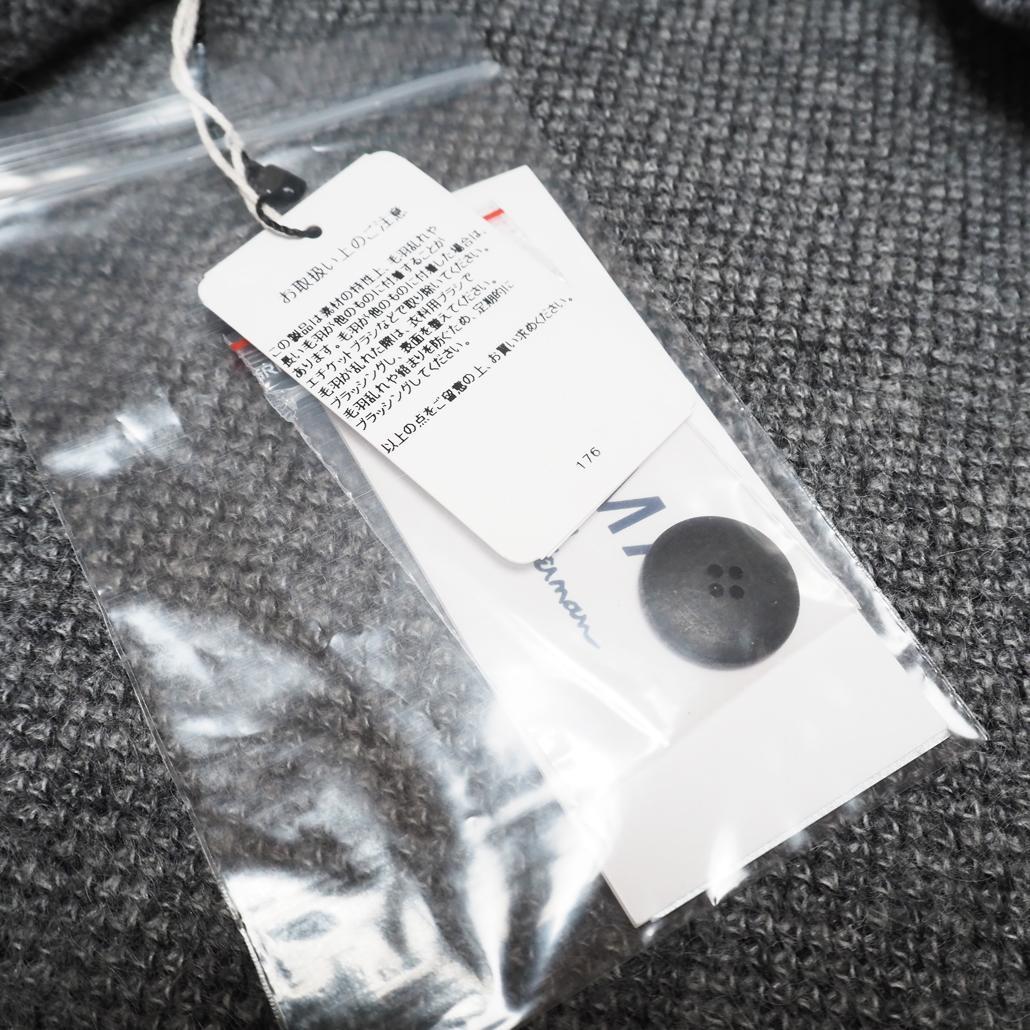 お取扱い上のご注意
この製品は素材の特性上、毛羽乱れや
長い毛羽が他のものに付着することが
あります。毛羽が他のものに付着した場合は、
エチケットブラシなどで取り除いてください。
毛羽が乱れた際は、衣料用ブラシで
ブラッシングし、表面を整えてください。
毛羽乱れや絡まりを防ぐため、定期的に
ブラッシングしてください。
以上の点をご留意の上、お買い求めください。
176